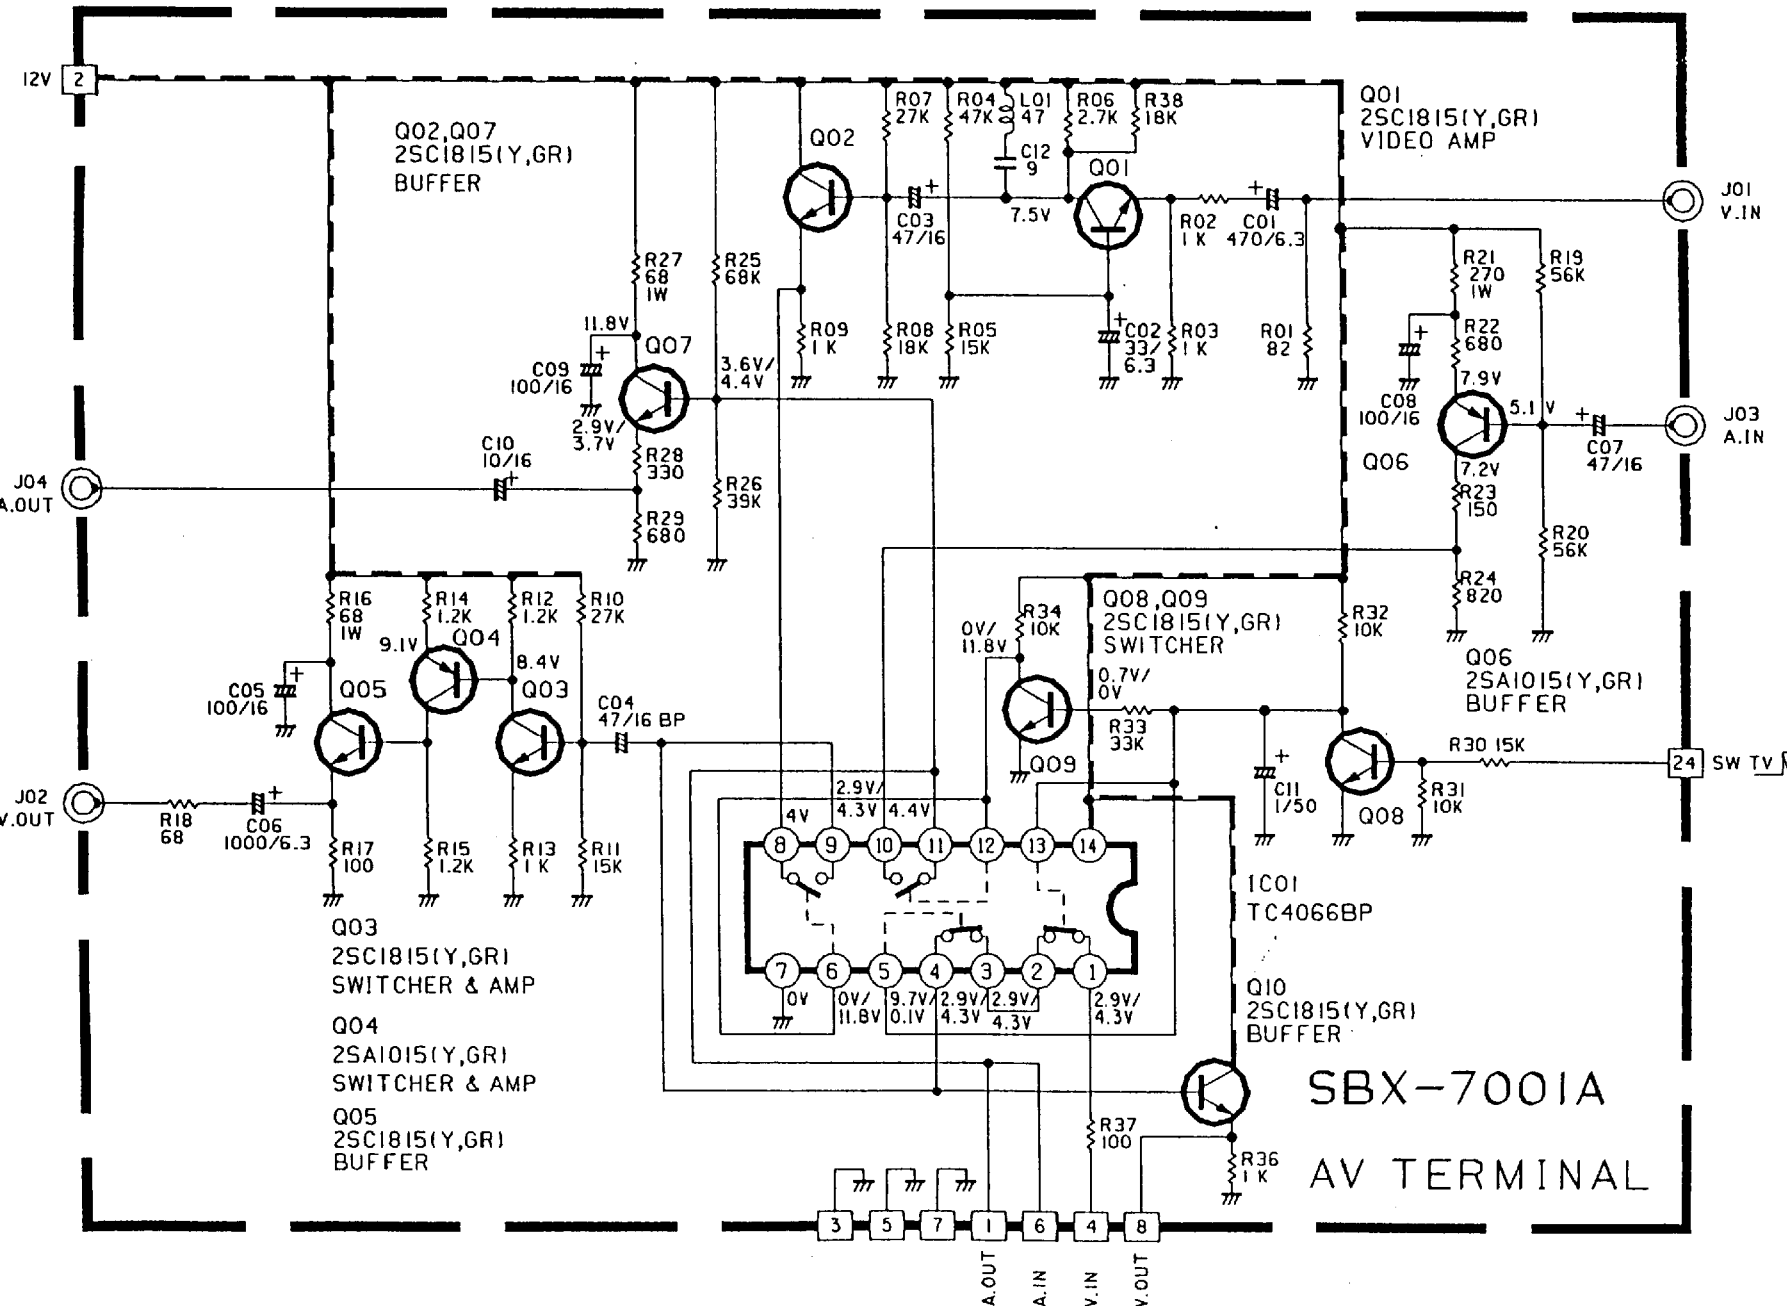 12V 2
Q02,Q07
2SC1815(Y,GR)
BUFFER
Q02
R07
27K
R04
47K
L01
47
R06
2.7K
R38
18K
C12
9
Q01
Q01
2SC1815(Y,GR)
VIDEO AMP
J01
V.IN
C03
47/16
7.5V
R02
1K
C01
470/6.3
R27
68
1W
R25
68K
R21
270
1W
R19
56K
11.8V
Q07
C09
100/16
3.6V/
4.4V
R09
1K
R08
18K
R05
15K
C02
33/
6.3
R03
1K
R01
82
R22
680
7.9V
C08
100/16
5.1V
Q06
C07
47/16
J03
A.IN
2.9V/
3.7V
C10
10/16
R28
330
R26
39K
R29
680
7.2V
R23
150
R20
56K
R24
820
J04
A.OUT
R16
68
1W
R14
1.2K
R12
1.2K
R10
27K
Q04
9.1V
8.4V
C05
100/16
Q05
Q03
C04
47/16 BP
R34
10K
0V/
11.8V
Q08,Q09
2SC1815(Y,GR)
SWITCHER
R32
10K
0.7V/
0V
R33
33K
Q09
Q06
2SA1015(Y,GR)
BUFFER
R30 15K
24 SW TV
R31
10K
C11
1/50
Q08
J02
V.OUT
R18
68
C06
1000/6.3
R17
100
R15
1.2K
R13
1K
R11
15K
4V
2.9V/
4.3V
4.4V
8 9 10 11 12 13 14
IC01
TC4066BP
7 6 5 4 3 2 1
0V
0V/
11.8V
9.7V/
0.1V
2.9V/
4.3V
2.9V/
4.3V
2.9V/
4.3V
Q03
2SC1815(Y,GR)
SWITCHER & AMP
Q04
2SA1015(Y,GR)
SWITCHER & AMP
Q05
2SC1815(Y,GR)
BUFFER
Q10
2SC1815(Y,GR)
BUFFER
R37
100
R36
1K
SBX-7001A
AV TERMINAL
3 5 7 1 6 4 8
A.OUT
A.IN
V.IN
V.OUT